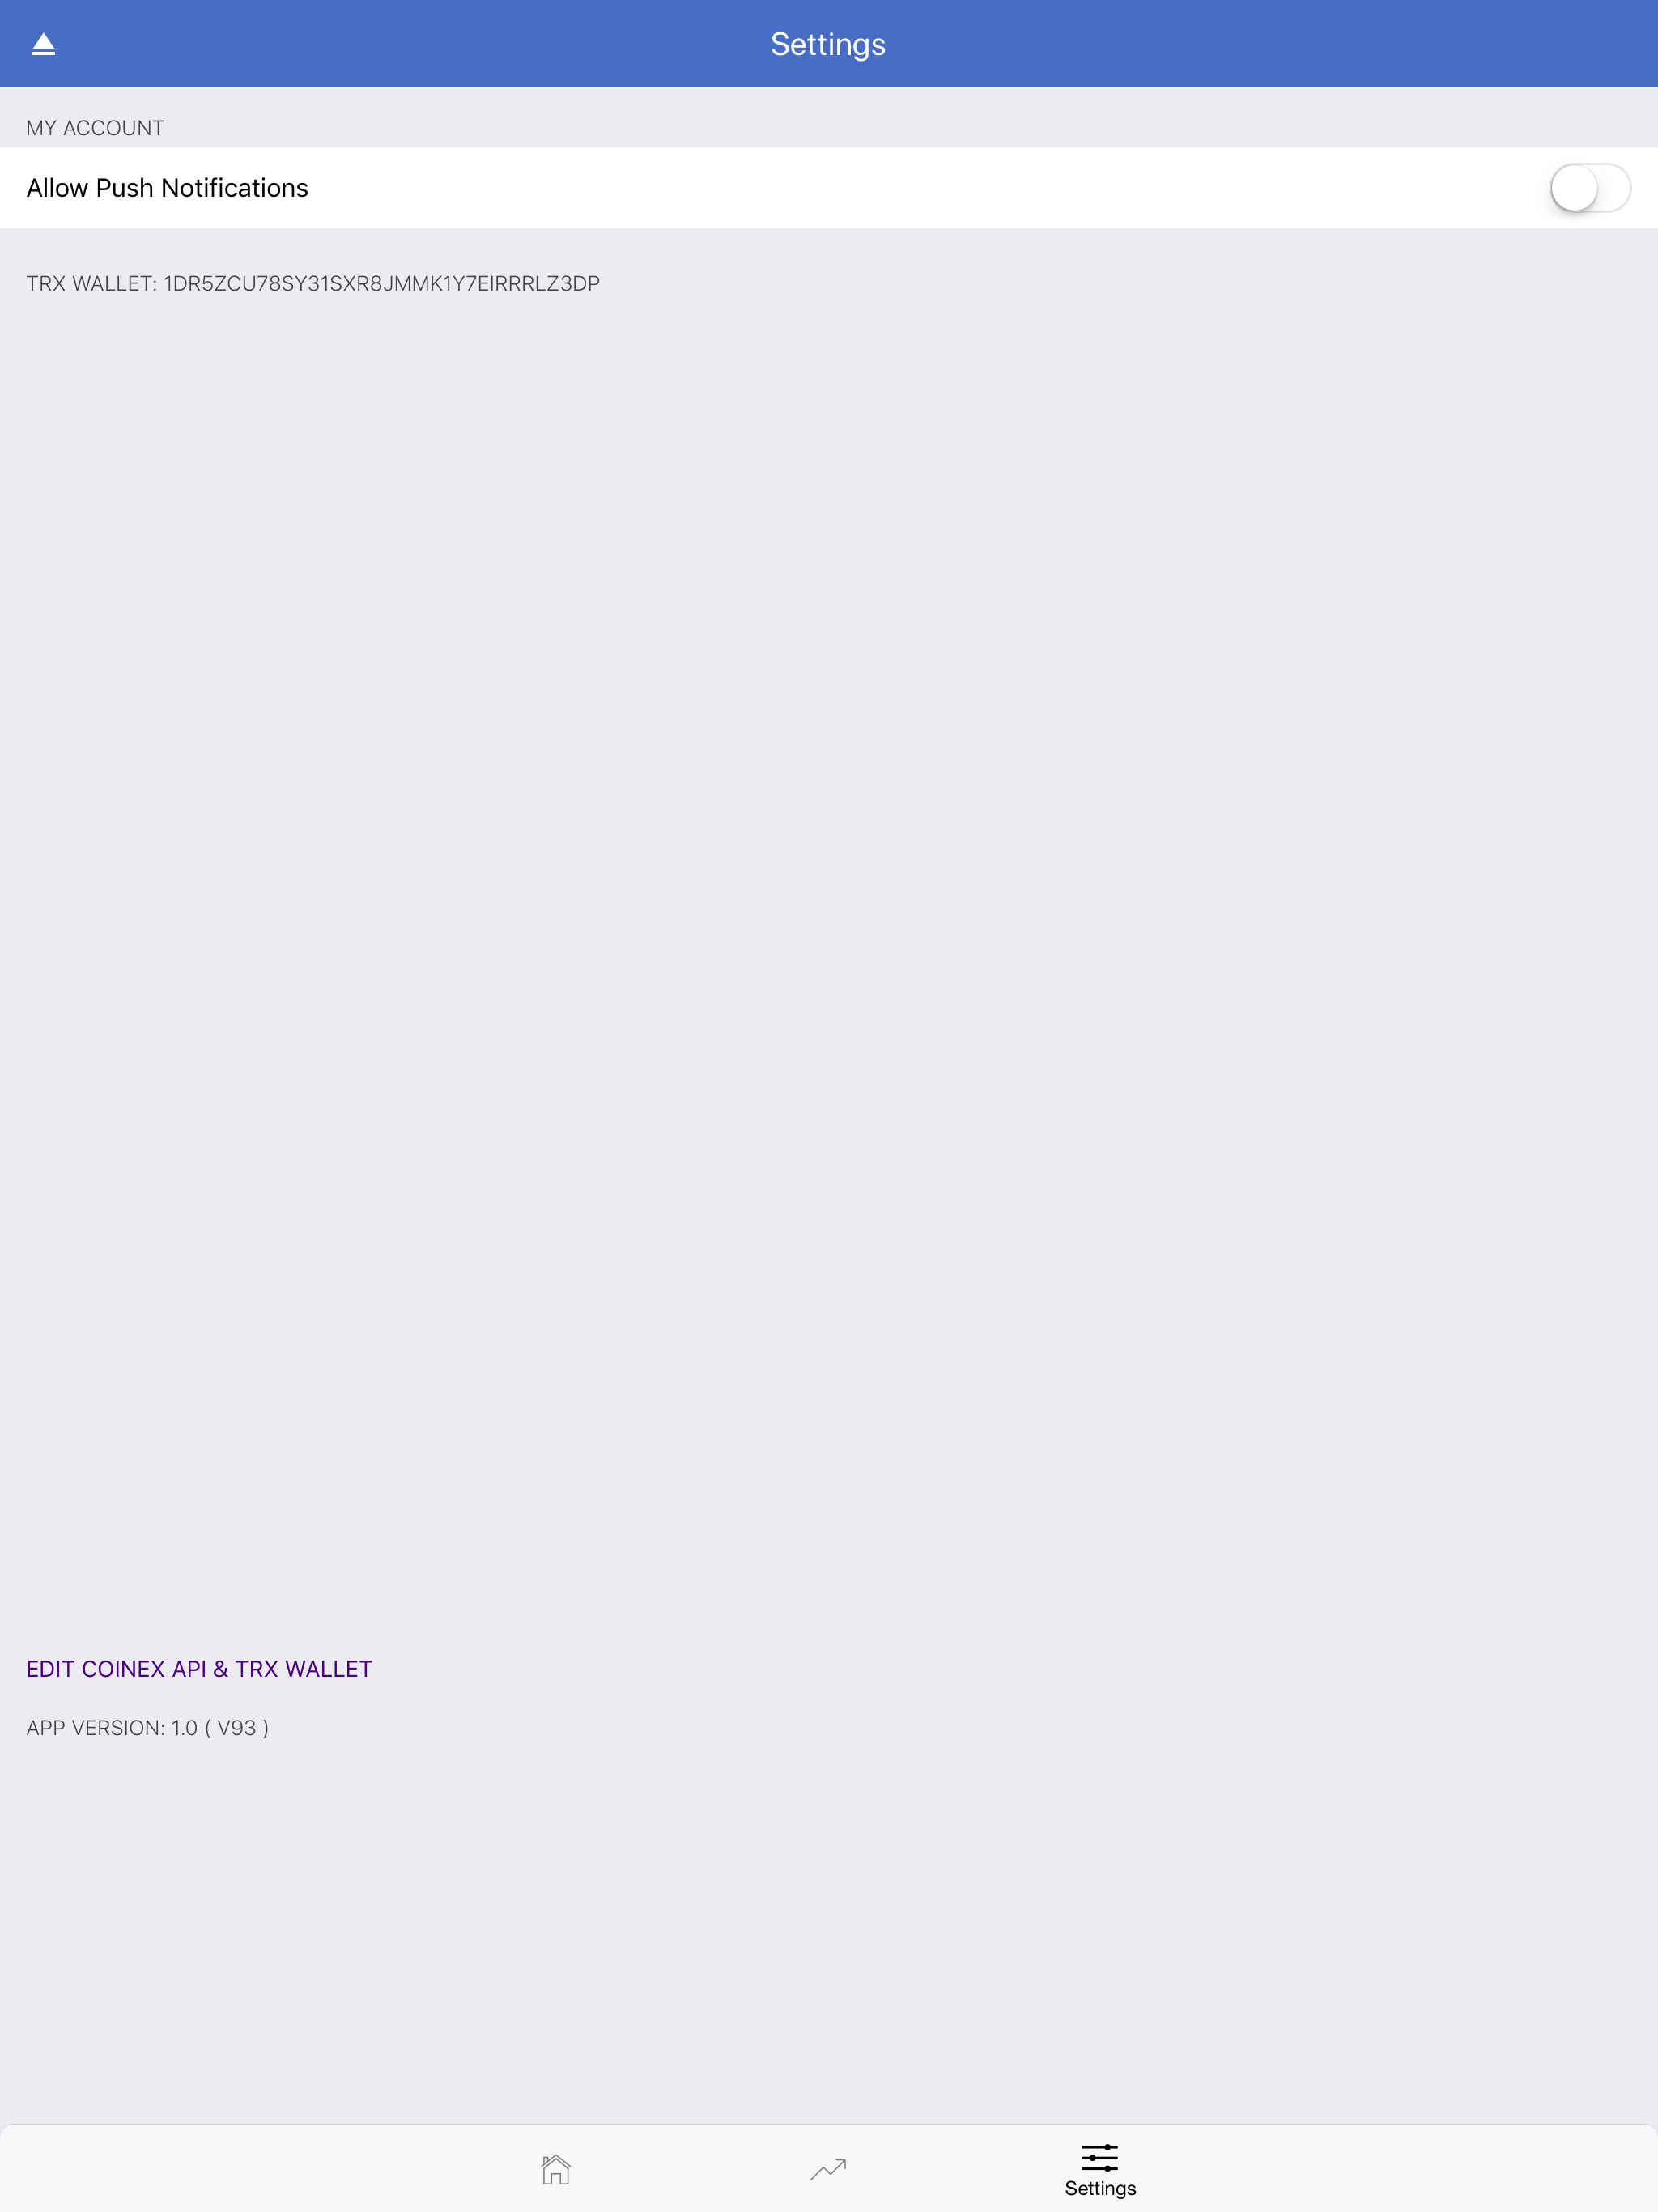 Settings
MY ACCOUNT
Allow Push Notifications
TRX WALLET: 1DR5ZCU78SY31SXR8JMMK1Y7EIRRRLZ3DP
EDIT COINEX API & TRX WALLET
APP VERSION: 1.0 ( V93 )
Settings